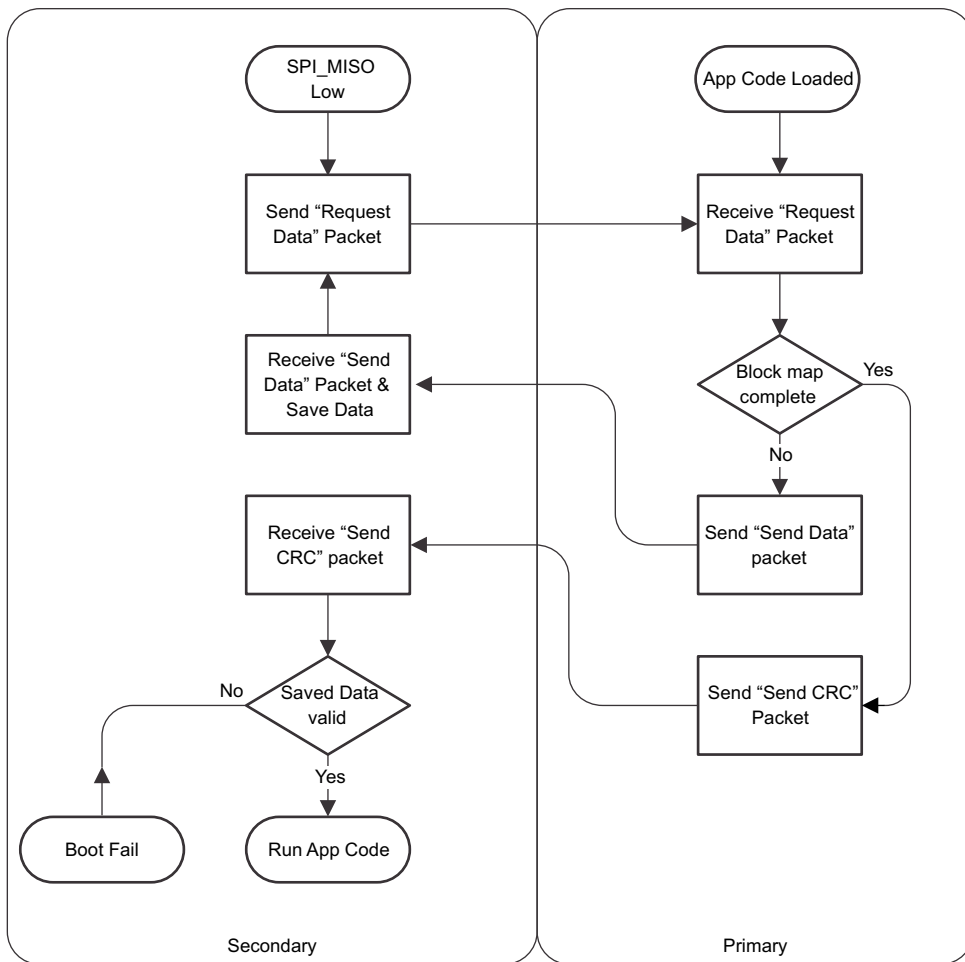 SPI_MISO
Low
App Code Loaded
Send “Request
Data” Packet
Receive “Request
Data” Packet
Receive “Send
Data” Packet &
Save Data
Block map
complete
Yes
No
Receive “Send
CRC” packet
Send “Send Data”
packet
Saved Data
valid
No
Yes
Send “Send CRC”
Packet
Boot Fail
Run App Code
Secondary
Primary